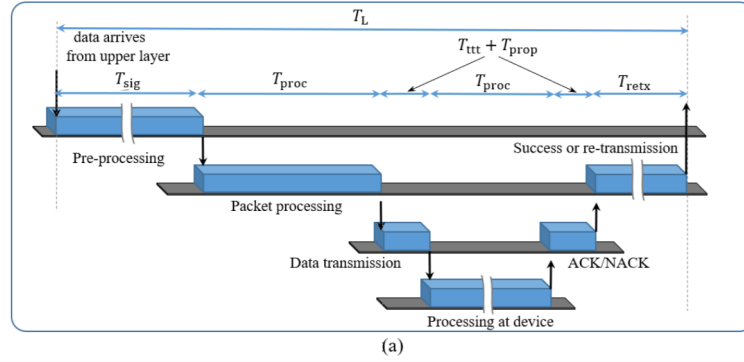 T_L
data arrives
from upper layer
T_ttt + T_prop
T_sig
T_proc
T_proc
T_retx
Pre-processing
Success or re-transmission
Packet processing
Data transmission
ACK/NACK
Processing at device
(a)